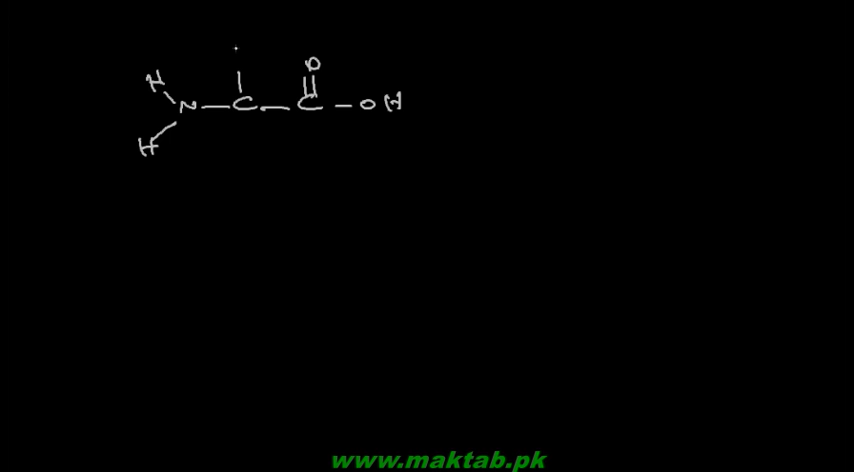 O
H
N — C — C — OH
H
www.maktab.pk